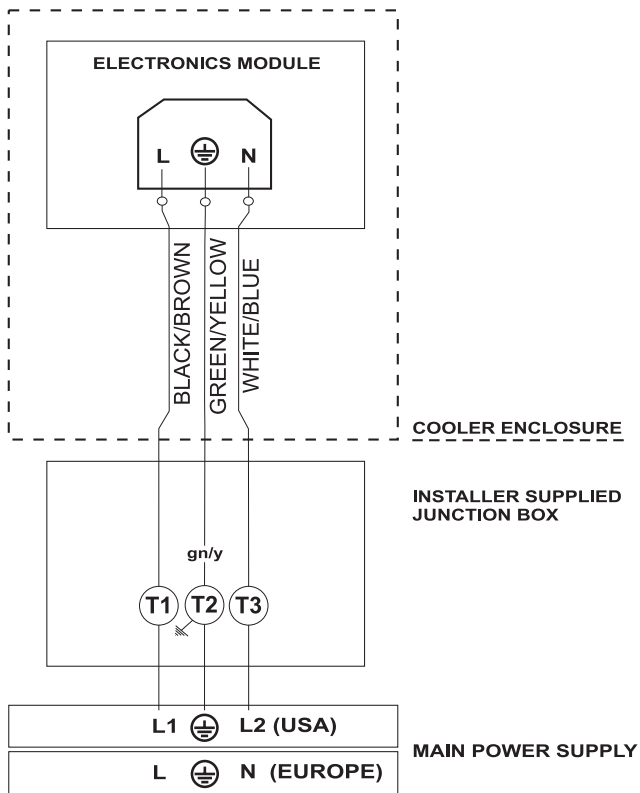 ELECTRONICS MODULE
L N
BLACK/BROWN
GREEN/YELLOW
WHITE/BLUE
COOLER ENCLOSURE
INSTALLER SUPPLIED
JUNCTION BOX
gn/y
T1 T2 T3
L1 L2 (USA)
MAIN POWER SUPPLY
L N (EUROPE)